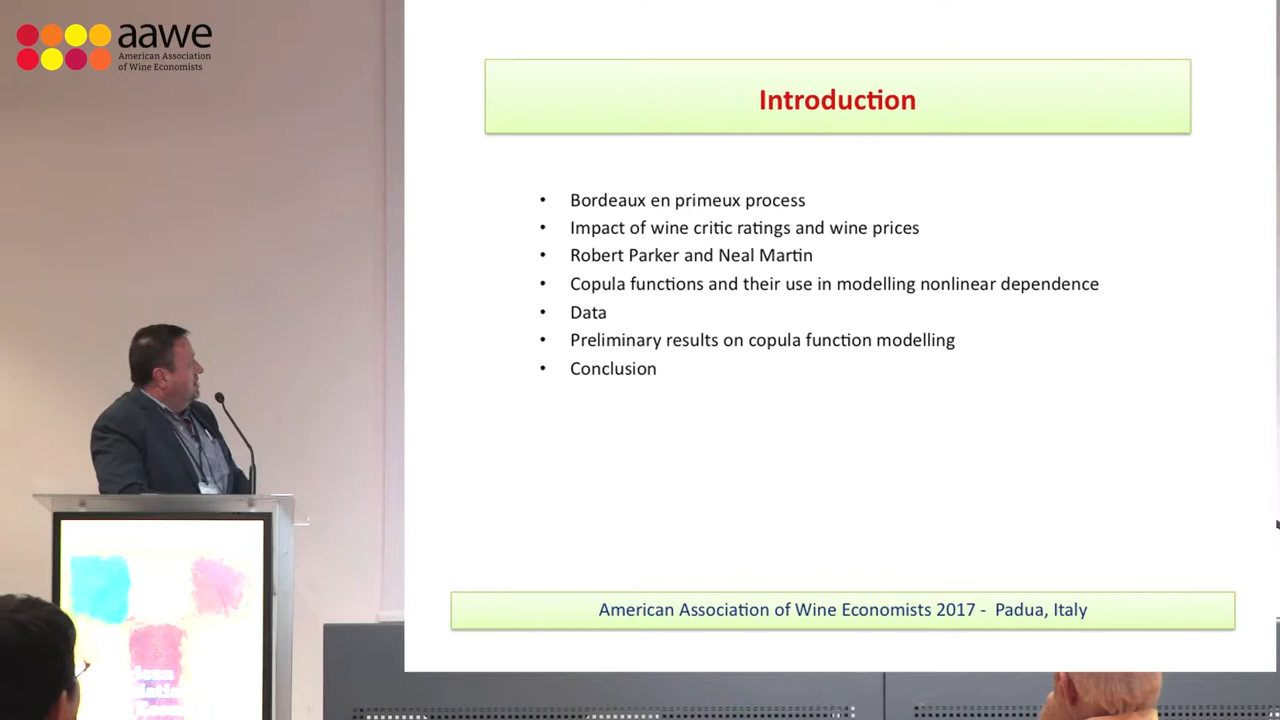 aawe
American Association
of Wine Economists
Introduction
• Bordeaux en primeux process
• Impact of wine critic ratings and wine prices
• Robert Parker and Neal Martin
• Copula functions and their use in modelling nonlinear dependence
• Data
• Preliminary results on copula function modelling
• Conclusion
American Association of Wine Economists 2017 - Padua, Italy